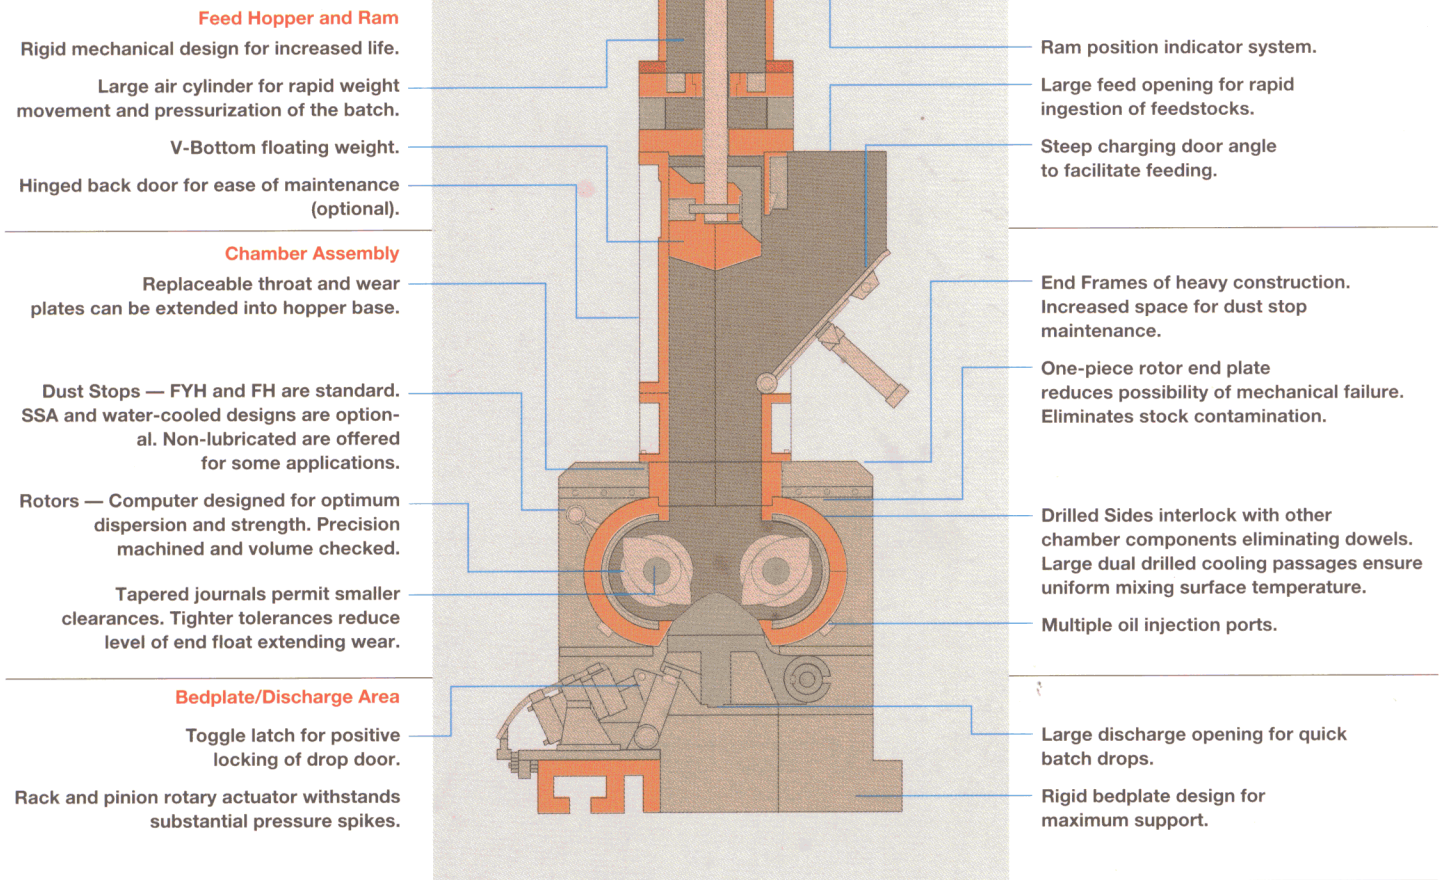 Feed Hopper and Ram
Rigid mechanical design for increased life.
Large air cylinder for rapid weight
movement and pressurization of the batch.
V-Bottom floating weight.
Hinged back door for ease of maintenance
(optional).
Ram position indicator system.
Large feed opening for rapid
ingestion of feedstocks.
Steep charging door angle
to facilitate feeding.
Chamber Assembly
Replaceable throat and wear
plates can be extended into hopper base.
Dust Stops — FYH and FH are standard.
SSA and water-cooled designs are option-
al. Non-lubricated are offered
for some applications.
Rotors — Computer designed for optimum
dispersion and strength. Precision
machined and volume checked.
Tapered journals permit smaller
clearances. Tighter tolerances reduce
level of end float extending wear.
End Frames of heavy construction.
Increased space for dust stop
maintenance.
One-piece rotor end plate
reduces possibility of mechanical failure.
Eliminates stock contamination.
Drilled Sides interlock with other
chamber components eliminating dowels.
Large dual drilled cooling passages ensure
uniform mixing surface temperature.
Multiple oil injection ports.
Bedplate/Discharge Area
Toggle latch for positive
locking of drop door.
Rack and pinion rotary actuator withstands
substantial pressure spikes.
Large discharge opening for quick
batch drops.
Rigid bedplate design for
maximum support.